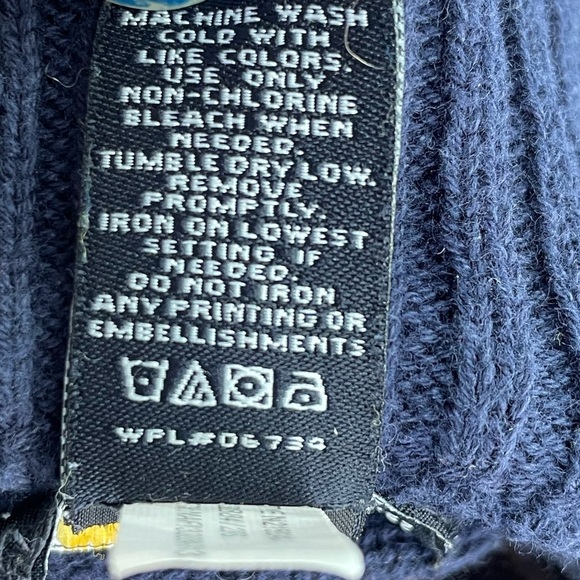 MACHINE WASH
COLD WITH
LIKE COLORS.
USE ONLY
NON-CHLORINE
BLEACH WHEN
NEEDED.
TUMBLE DRY LOW.
REMOVE
PROMPTLY.
IRON ON LOWEST
SETTING IF
NEEDED.
DO NOT IRON
ANY PRINTING OR
EMBELLISHMENTS
WPL#06734